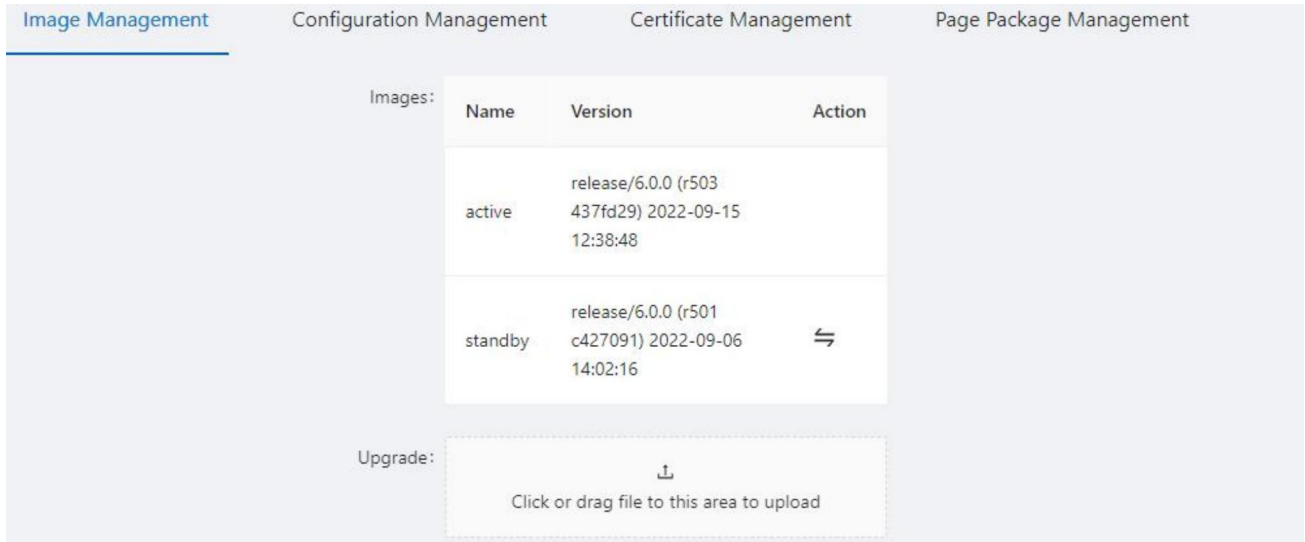 Image Management Configuration Management Certificate Management Page Package Management
Images:
Name Version Action
active
release/6.0.0 (r503
437fd29) 2022-09-15
12:38:48
standby
release/6.0.0 (r501
c427091) 2022-09-06
14:02:16
Upgrade:
Click or drag file to this area to upload